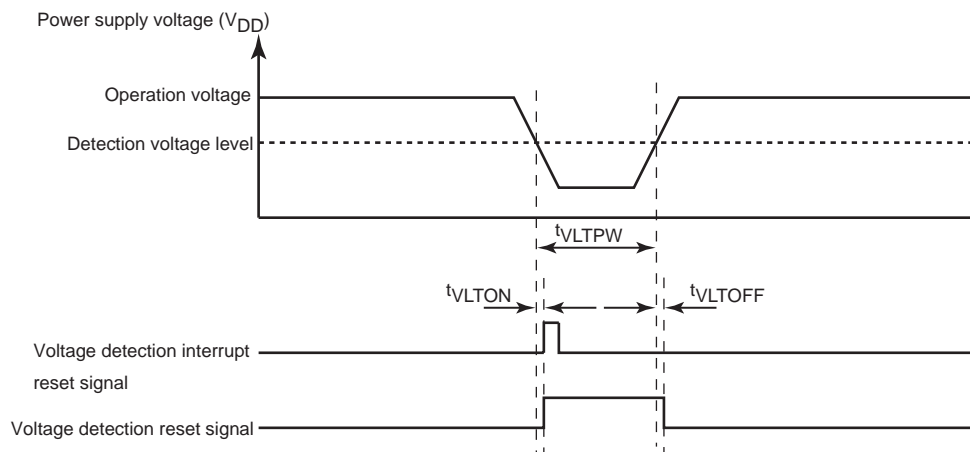 Power supply voltage (VDD)
Operation voltage
Detection voltage level
tVLTPW
tVLTON
tVLTOFF
Voltage detection interrupt
reset signal
Voltage detection reset signal